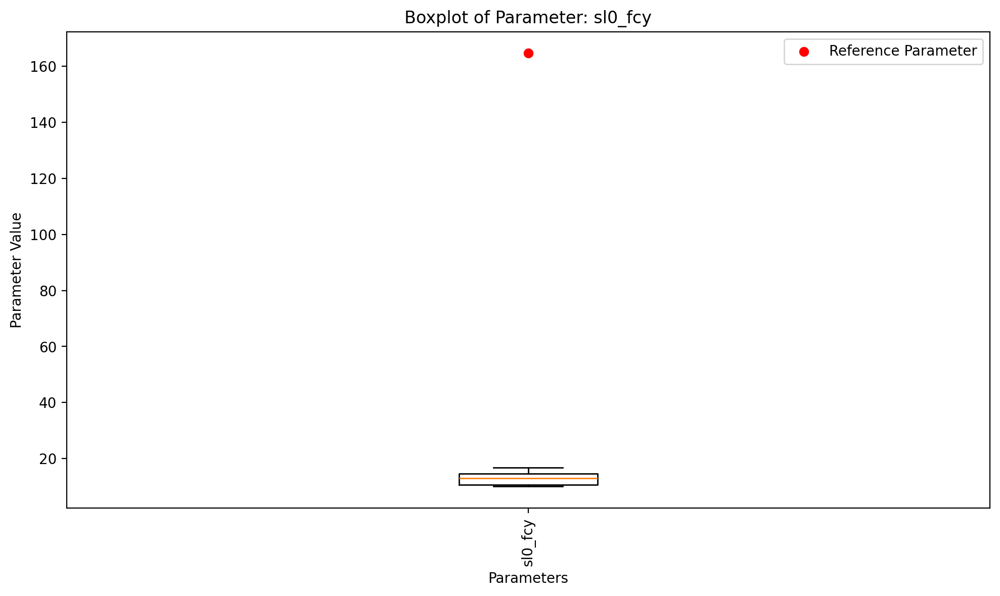 Boxplot of Parameter: sl0_fcy
Reference Parameter
160
140
120
100
80
60
40
20
Parameter Value
sl0_fcy
Parameters